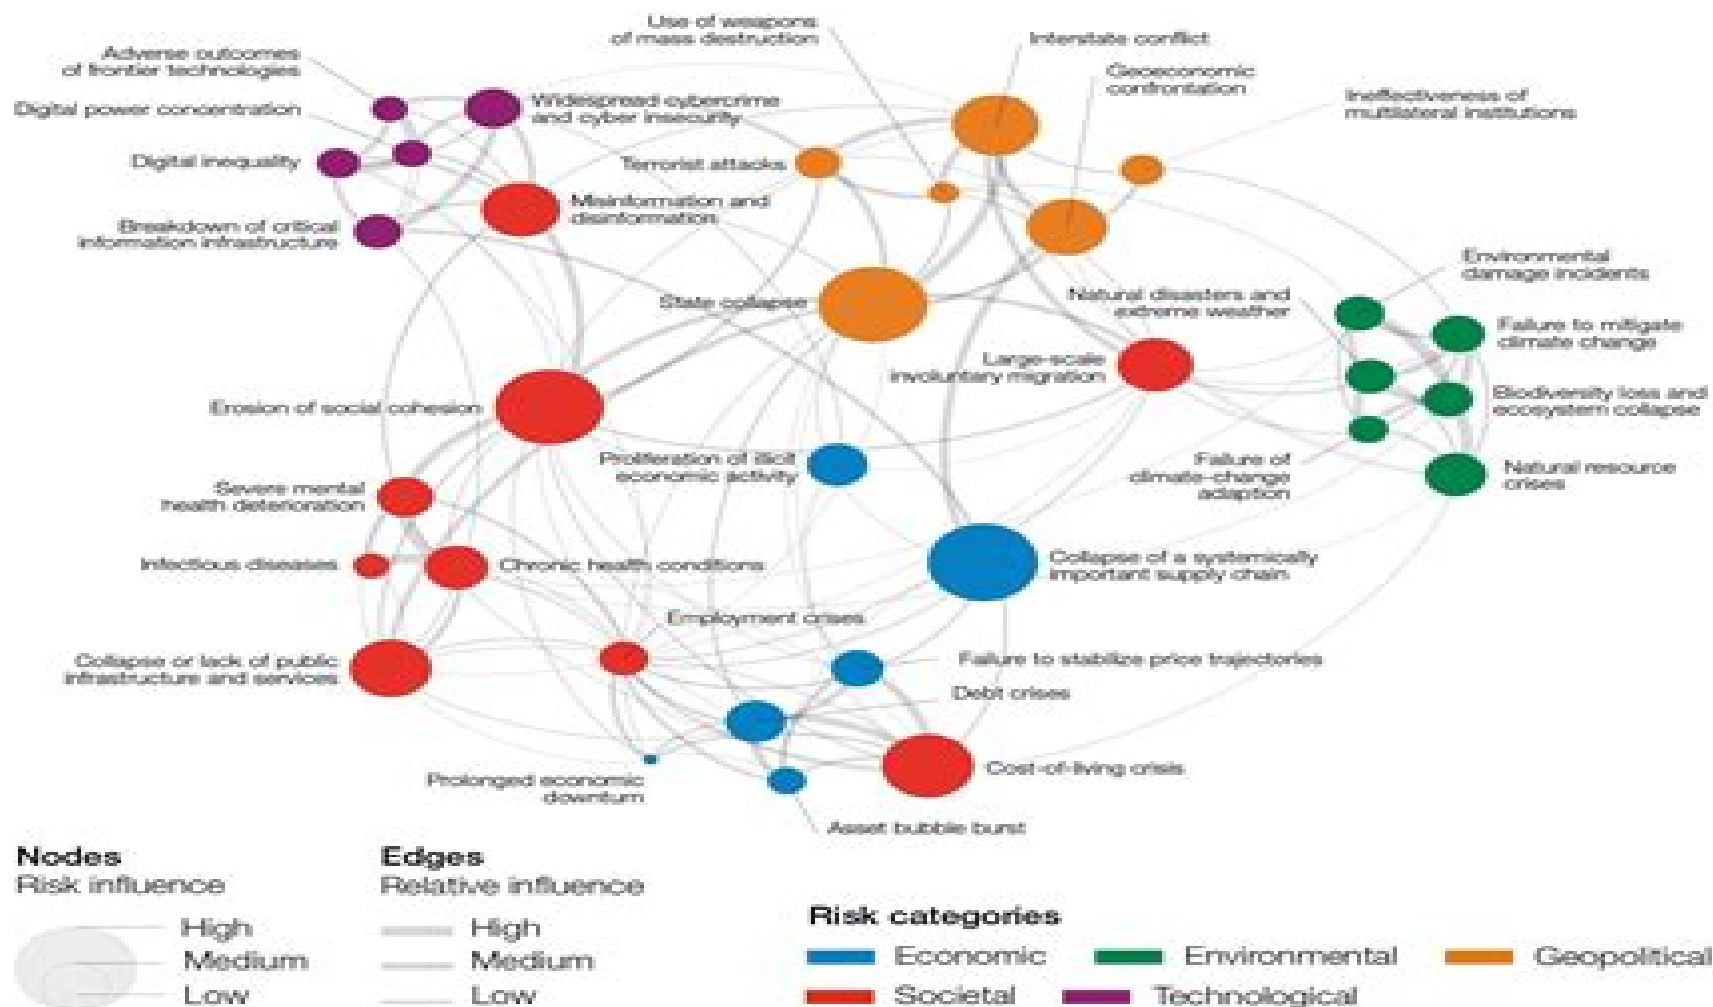 Use of weapons
of mass destruction
Interstate conflict
Adverse outcomes
of frontier technologies
Geoeconomic
confrontation
Digital power concentration
Widespread cybercrime
and cyber insecurity
Ineffectiveness of
multilateral institutions
Digital inequality
Terrorist attacks
Misinformation and
disinformation
Breakdown of critical
information infrastructure
Environmental
damage incidents
State collapse
Natural disasters and
extreme weather
Failure to mitigate
climate change
Large-scale
involuntary migration
Erosion of social cohesion
Biodiversity loss and
ecosystem collapse
Proliferation of illicit
economic activity
Failure of
climate-change
adaption
Natural resource
crises
Severe mental
health deterioration
Infectious diseases
Chronic health conditions
Collapse of a systemically
important supply chain
Employment crises
Collapse or lack of public
infrastructure and services
Failure to stabilize price trajectories
Debt crises
Prolonged economic
downturn
Cost-of-living crisis
Asset bubble burst
Nodes
Risk influence
High
Medium
Low
Edges
Relative influence
High
Medium
Low
Risk categories
Economic
Environmental
Geopolitical
Societal
Technological